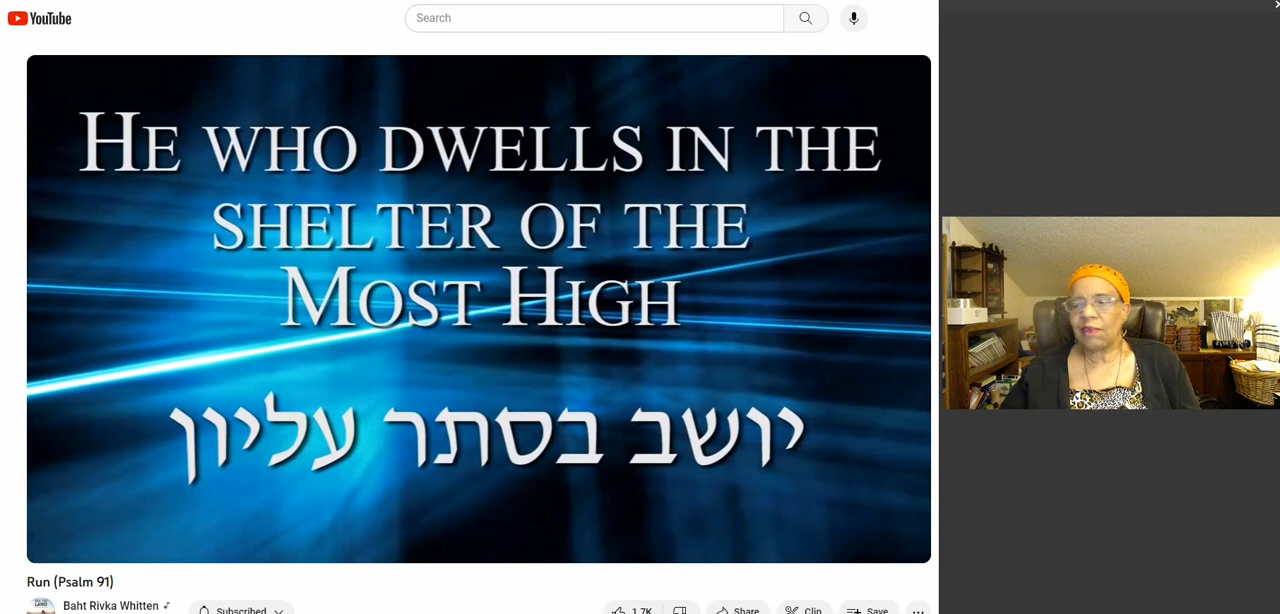 YouTube
Search
HE WHO DWELLS IN THE
SHELTER OF THE
MOST HIGH
יושב בסתר עליון
Run (Psalm 91)
Baht Rivka Whitten
Subscribed
1.7K
Share
Clip
Save